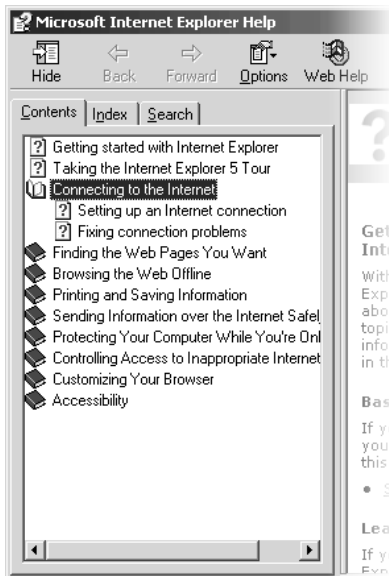 Microsoft Internet Explorer Help
Hide Back Forward Options Web Help
Contents Index Search
Getting started with Internet Explorer
Taking the Internet Explorer 5 Tour
Connecting to the Internet
Setting up an Internet connection
Fixing connection problems
Finding the Web Pages You Want
Browsing the Web Offline
Printing and Saving Information
Sending Information over the Internet Safel
Protecting Your Computer While You're Onl
Controlling Access to Inappropriate Internet
Customizing Your Browser
Accessibility
?
Get
Int
With
Exp
abo
topi
info
in th
Bas
If y
you
this
• S
Lea
If y
Exp